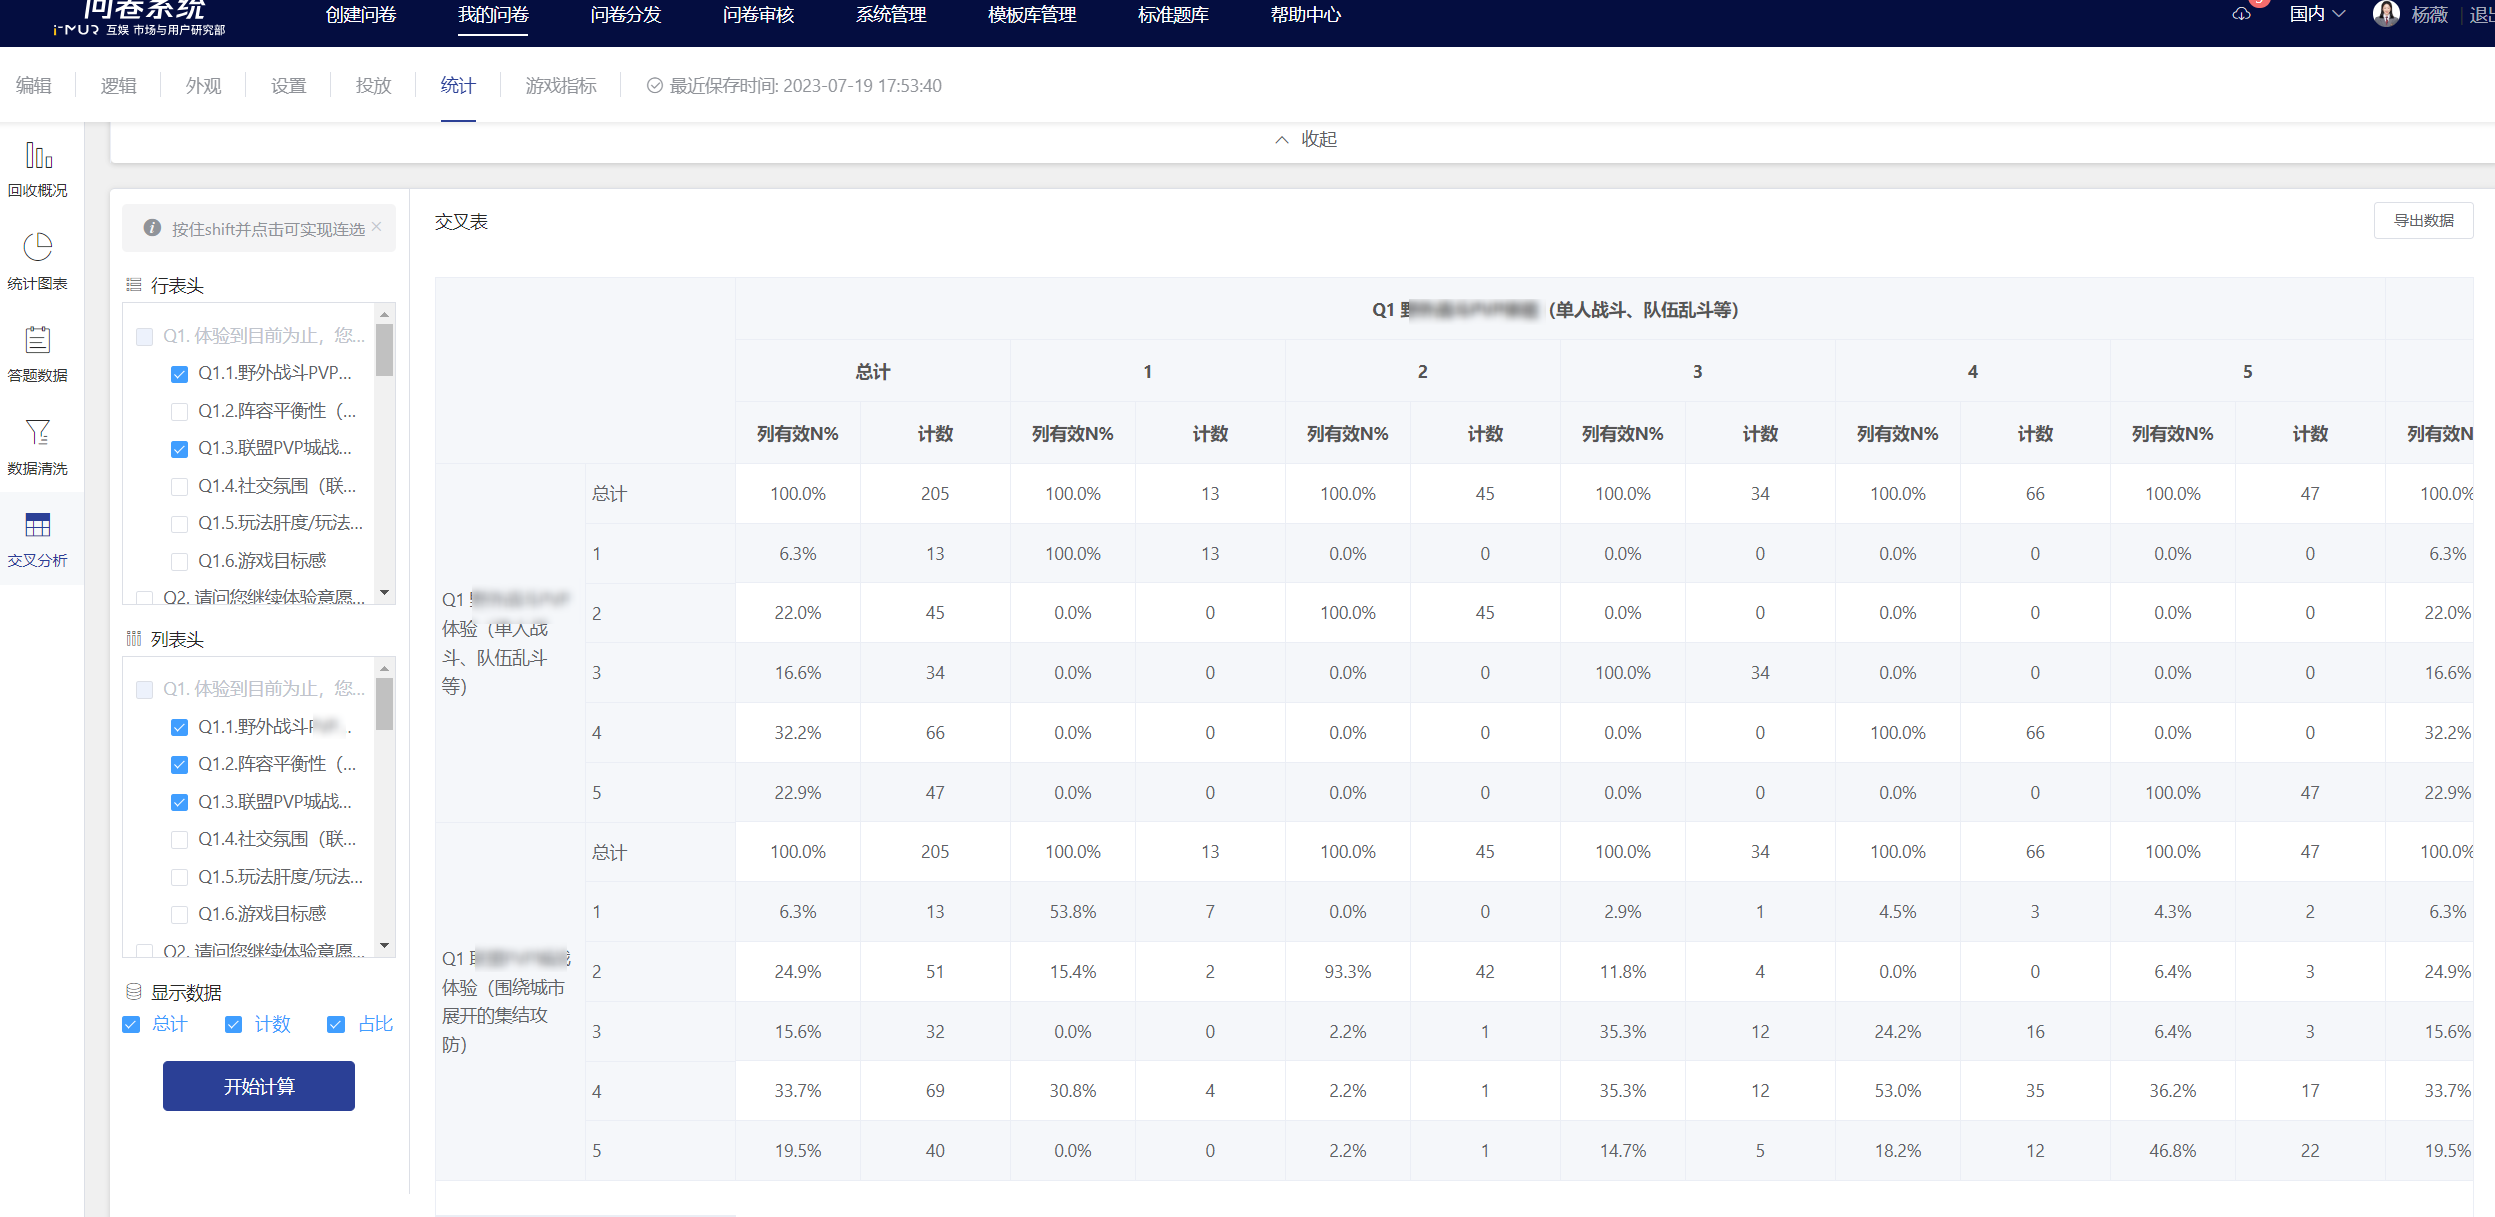 问卷系统
i-MUR 互娱 市场与用户研究部
创建问卷 我的问卷 问卷分发 问卷审核 系统管理 模板库管理 标准题库 帮助中心 国内 杨薇 退出
编辑 逻辑 外观 设置 投放 统计 游戏指标 最近保存时间: 2023-07-19 17:53:40
收起
回收概况
统计图表
答题数据
数据清洗
交叉分析
按住shift并点击可实现连选
行表头
Q1. 体验到目前为止，您...
Q1.1.野外战斗PVP...
Q1.2.阵容平衡性（...
Q1.3.联盟PVP城战...
Q1.4.社交氛围（联...
Q1.5.玩法肝度/玩法...
Q1.6.游戏目标感
Q2. 请问您继续体验意愿...
列表头
Q1. 体验到目前为止，您...
Q1.1.野外战斗
Q1.2.阵容平衡性（...
Q1.3.联盟PVP城战...
Q1.4.社交氛围（联...
Q1.5.玩法肝度/玩法...
Q1.6.游戏目标感
Q2. 请问您继续体验意愿...
显示数据
总计 计数 占比
开始计算
交叉表
导出数据
Q1 野 （单人战斗、队伍乱斗等）
总计 1 2 3 4 5
列有效N% 计数 列有效N% 计数 列有效N% 计数 列有效N% 计数 列有效N% 计数 列有效N% 计数 列有效N
Q1
体验（单人战
斗、队伍乱斗
等）
总计 100.0% 205 100.0% 13 100.0% 45 100.0% 34 100.0% 66 100.0% 47 100.0%
1 6.3% 13 100.0% 13 0.0% 0 0.0% 0 0.0% 0 0.0% 0 6.3%
2 22.0% 45 0.0% 0 100.0% 45 0.0% 0 0.0% 0 0.0% 0 22.0%
3 16.6% 34 0.0% 0 0.0% 0 100.0% 34 0.0% 0 0.0% 0 16.6%
4 32.2% 66 0.0% 0 0.0% 0 0.0% 0 100.0% 66 0.0% 0 32.2%
5 22.9% 47 0.0% 0 0.0% 0 0.0% 0 0.0% 0 100.0% 47 22.9%
Q1
体验（围绕城市
展开的集结攻
防）
总计 100.0% 205 100.0% 13 100.0% 45 100.0% 34 100.0% 66 100.0% 47 100.0%
1 6.3% 13 53.8% 7 0.0% 0 2.9% 1 4.5% 3 4.3% 2 6.3%
2 24.9% 51 15.4% 2 93.3% 42 11.8% 4 0.0% 0 6.4% 3 24.9%
3 15.6% 32 0.0% 0 2.2% 1 35.3% 12 24.2% 16 6.4% 3 15.6%
4 33.7% 69 30.8% 4 2.2% 1 35.3% 12 53.0% 35 36.2% 17 33.7%
5 19.5% 40 0.0% 0 2.2% 1 14.7% 5 18.2% 12 46.8% 22 19.5%